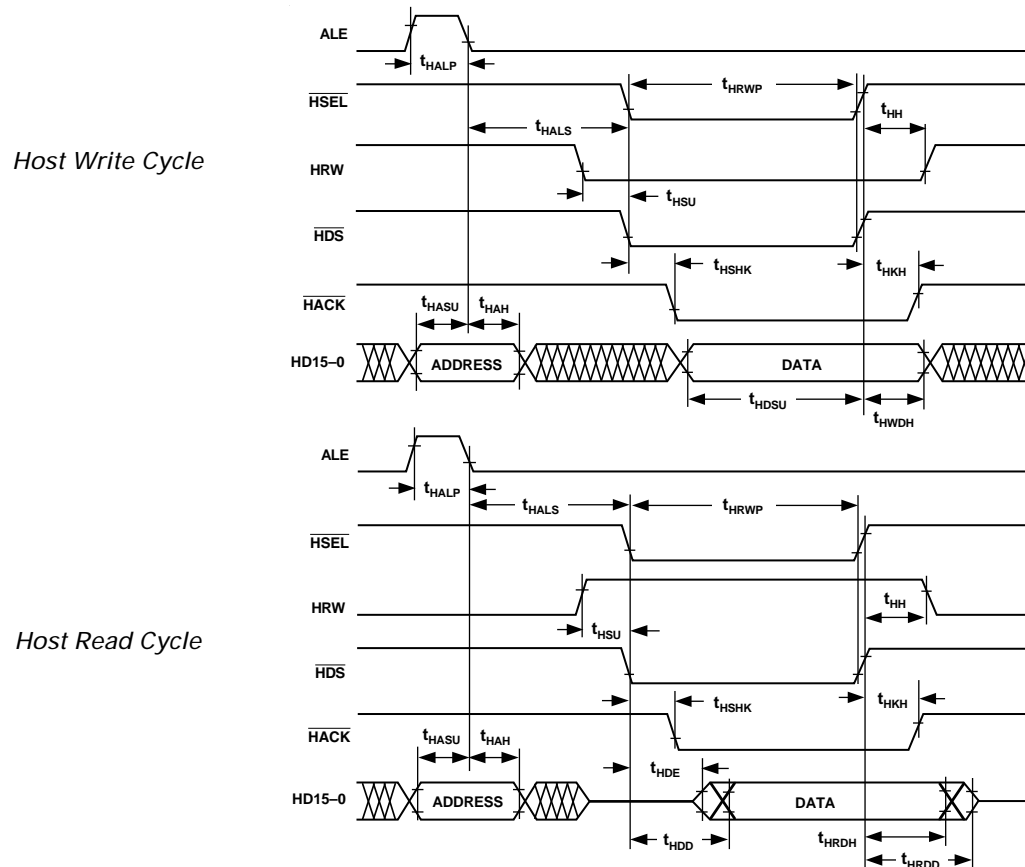 Host Write Cycle
ALE
tHALP
HSEL
tHRWP
tHALS
tHH
HRW
tHSU
HDS
tHSHK
tHKH
HACK
tHASU
tHAH
HD15–0
ADDRESS
DATA
tHDSU
tHWDH
Host Read Cycle
ALE
tHALP
tHALS
tHRWP
HSEL
HRW
tHH
tHSU
HDS
tHSHK
tHKH
HACK
tHASU
tHAH
tHDE
HD15–0
ADDRESS
DATA
tHDD
tHRDH
tHRDD